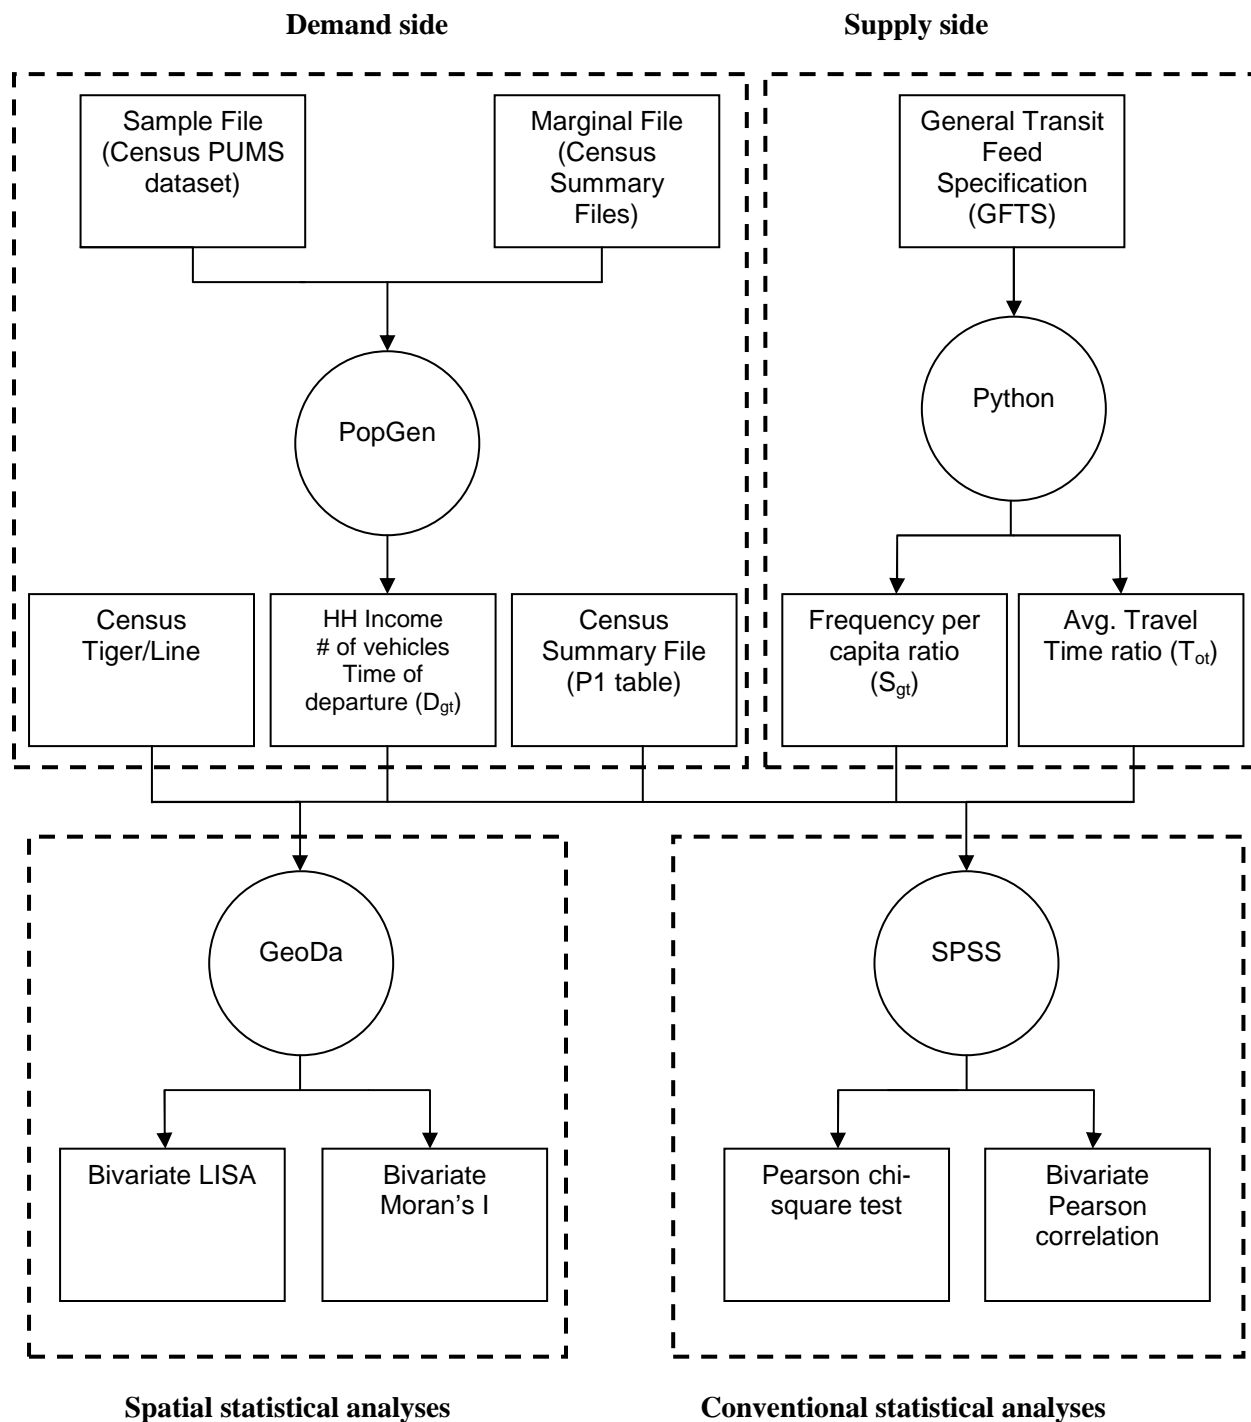 Demand side
Supply side
Sample File
(Census PUMS
dataset)
Marginal File
(Census
Summary
Files)
General Transit
Feed
Specification
(GFTS)
PopGen
Python
Census
Tiger/Line
HH Income
# of vehicles
Time of
departure (Dgt)
Census
Summary File
(P1 table)
Frequency per
capita ratio
(Sgt)
Avg. Travel
Time ratio (Tot)
GeoDa
SPSS
Bivariate LISA
Bivariate
Moran's I
Pearson chi-
square test
Bivariate
Pearson
correlation
Spatial statistical analyses
Conventional statistical analyses